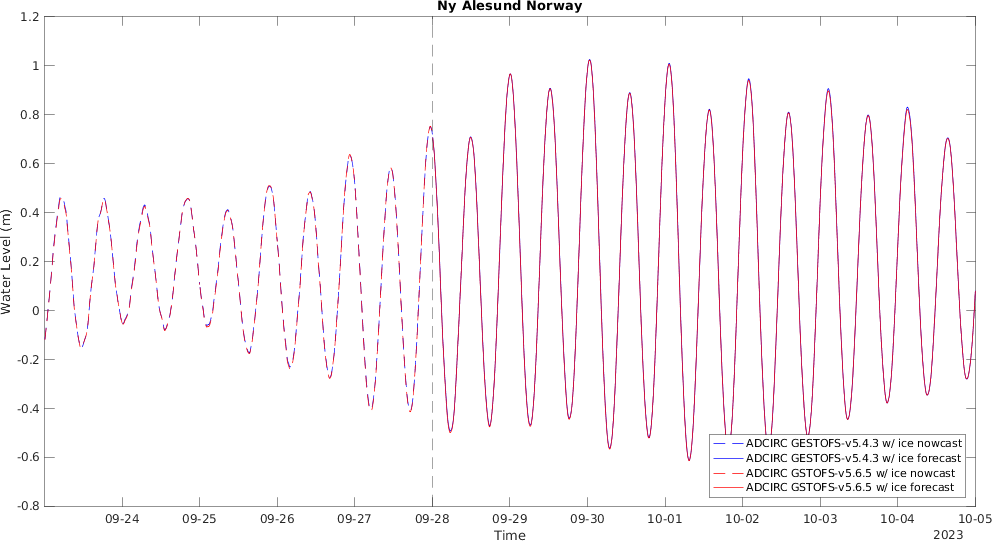 Ny Alesund Norway
1.2
1
0.8
0.6
0.4
0.2
0
-0.2
-0.4
-0.6
-0.8
Water Level (m)
ADCIRC GESTOFS-v5.4.3 w/ ice nowcast
ADCIRC GESTOFS-v5.4.3 w/ ice forecast
ADCIRC GSTOFS-v5.6.5 w/ ice nowcast
ADCIRC GSTOFS-v5.6.5 w/ ice forecast
09-24 09-25 09-26 09-27 09-28 09-29 09-30 10-01 10-02 10-03 10-04 10-05
Time
2023